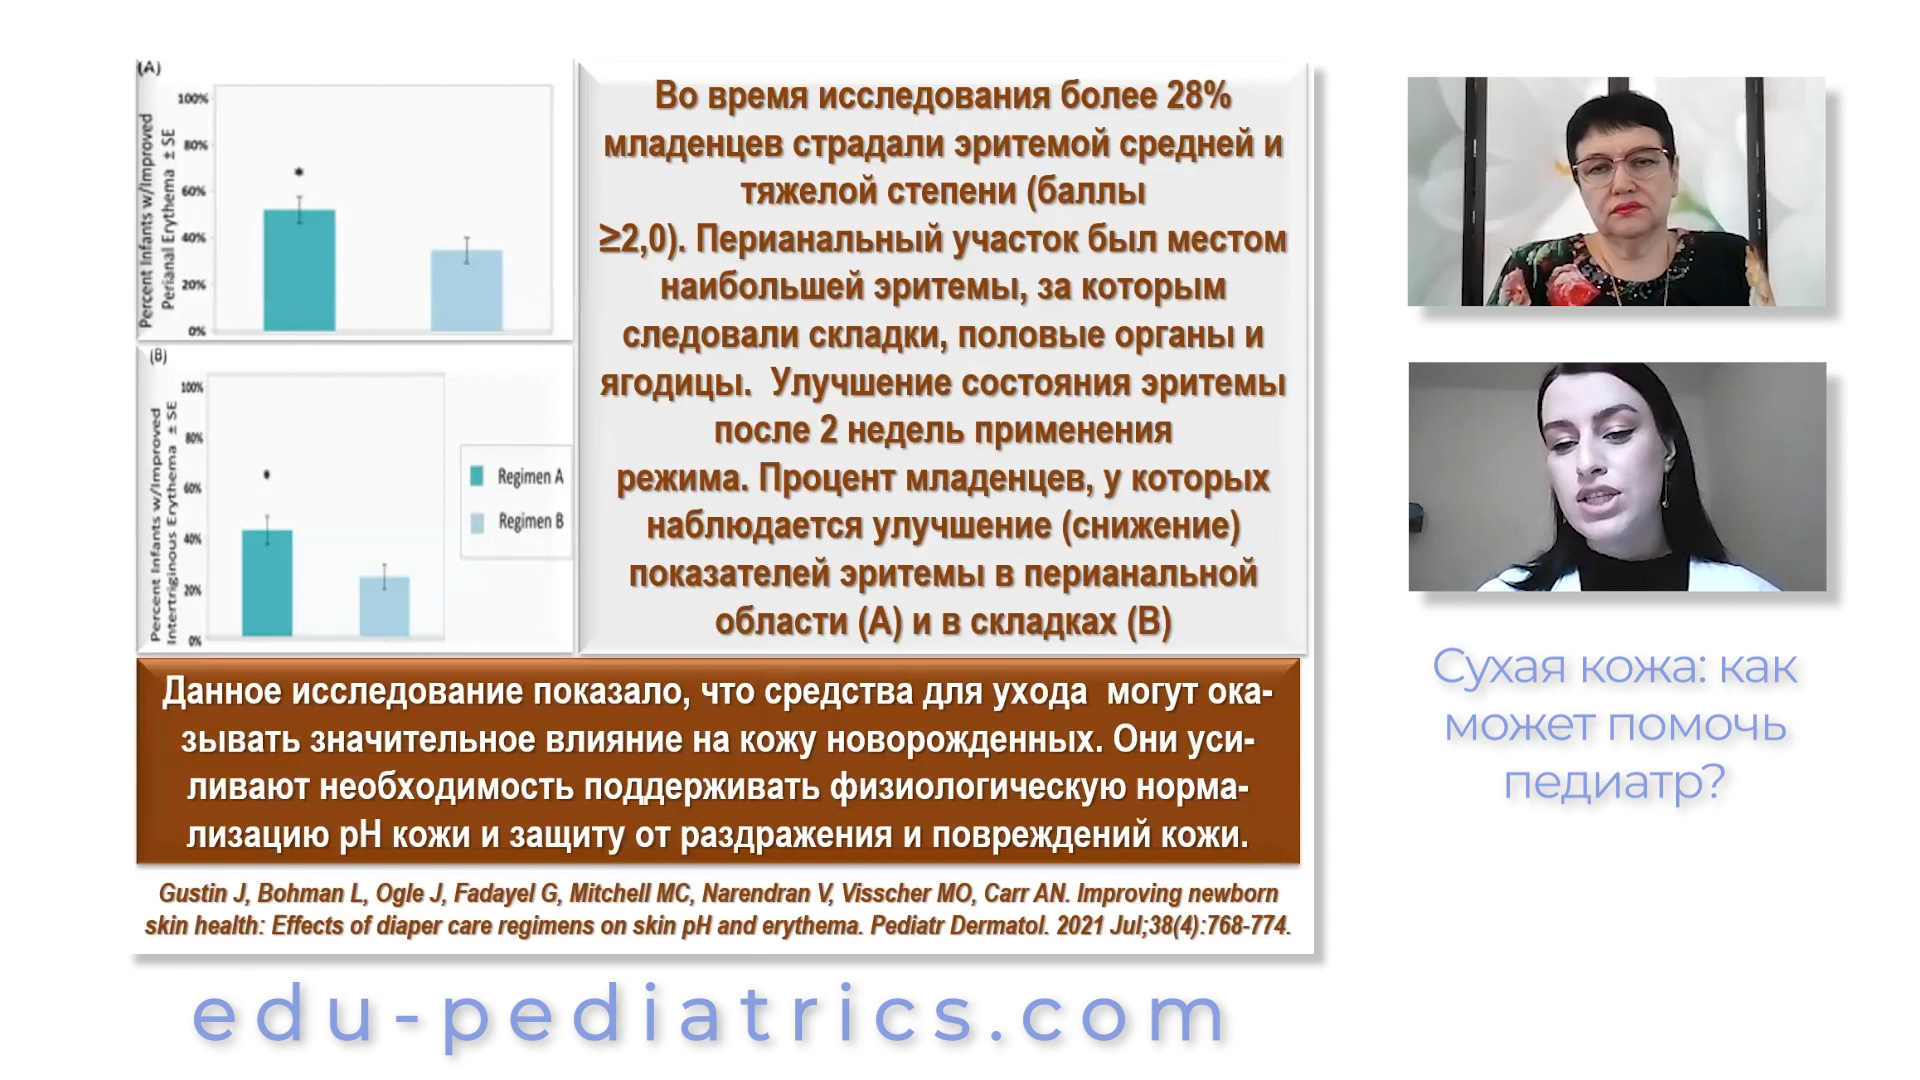 (A)
100%
80%
60%
40%
20%
0%
Percent Infants w/Improved
Perianal Erythema ± SE
*
(B)
100%
80%
60%
40%
20%
0%
Percent Infants w/Improved
Intertriginous Erythema ± SE
*
Regimen A
Regimen B
Во время исследования более 28%
младенцев страдали эритемой средней и
тяжелой степени (баллы
≥2,0). Перианальный участок был местом
наибольшей эритемы, за которым
следовали складки, половые органы и
ягодицы. Улучшение состояния эритемы
после 2 недель применения
режима. Процент младенцев, у которых
наблюдается улучшение (снижение)
показателей эритемы в перианальной
области (А) и в складках (В)
Данное исследование показало, что средства для ухода могут ока-
зывать значительное влияние на кожу новорожденных. Они уси-
ливают необходимость поддерживать физиологическую норма-
лизацию pH кожи и защиту от раздражения и повреждений кожи.
Gustin J, Bohman L, Ogle J, Fadayel G, Mitchell MC, Narendran V, Visscher MO, Carr AN. Improving newborn
skin health: Effects of diaper care regimens on skin pH and erythema. Pediatr Dermatol. 2021 Jul;38(4):768-774.
edu-pediatrics.com
Сухая кожа: как
может помочь
педиатр?